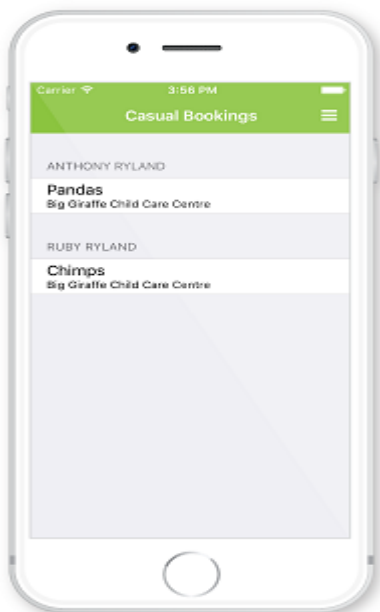 Carrier 3:56 PM
Casual Bookings
ANTHONY RYLAND
Pandas
Big Giraffe Child Care Centre
RUBY RYLAND
Chimps
Big Giraffe Child Care Centre